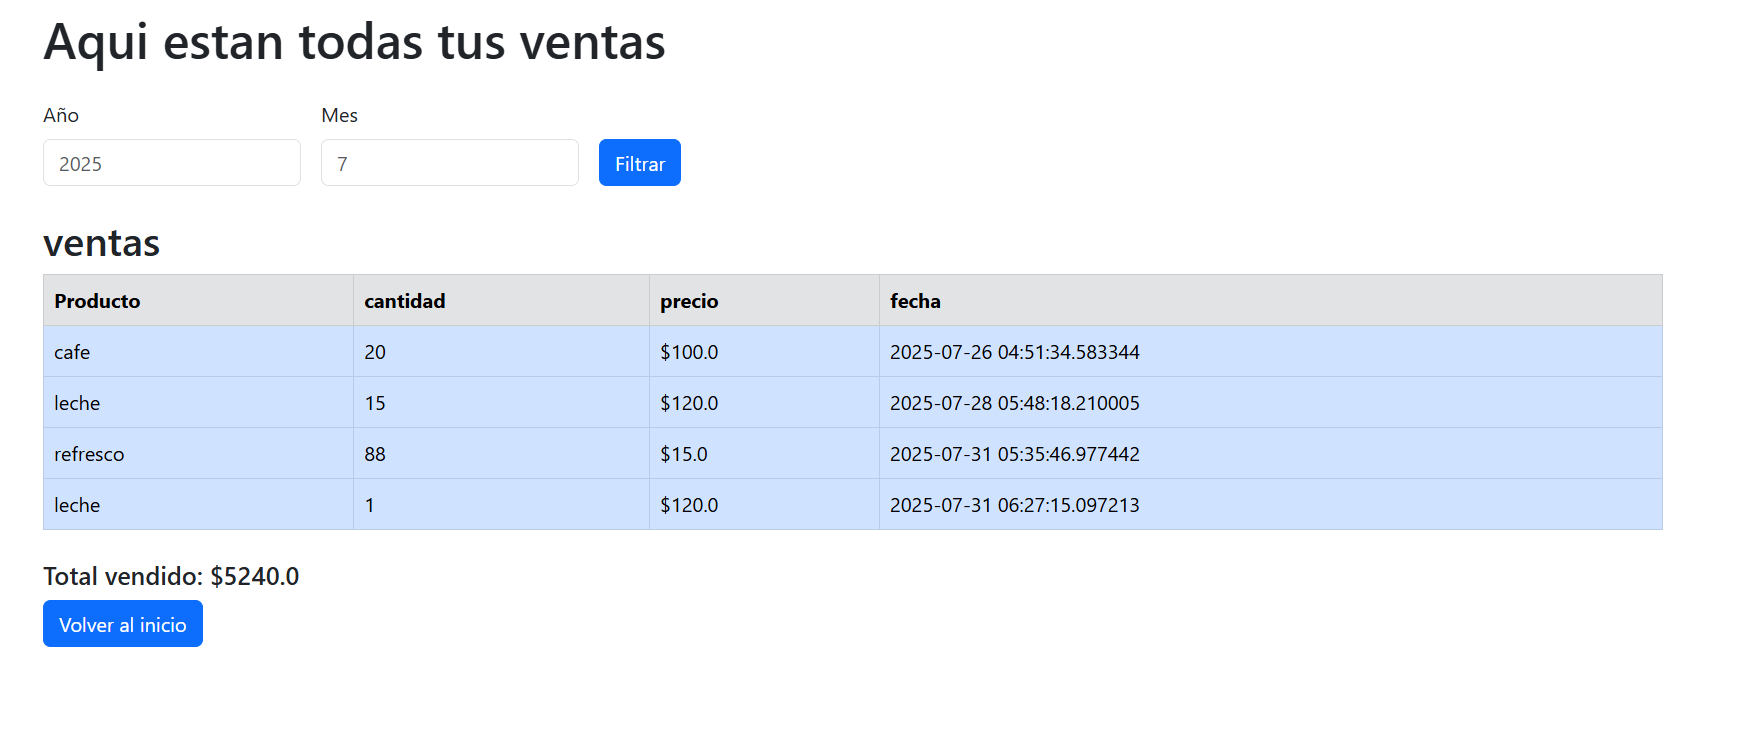 Aqui estan todas tus ventas
Año Mes
2025 7 Filtrar
ventas
Producto cantidad precio fecha
cafe 20 $100.0 2025-07-26 04:51:34.583344
leche 15 $120.0 2025-07-28 05:48:18.210005
refresco 88 $15.0 2025-07-31 05:35:46.977442
leche 1 $120.0 2025-07-31 06:27:15.097213
Total vendido: $5240.0
Volver al inicio